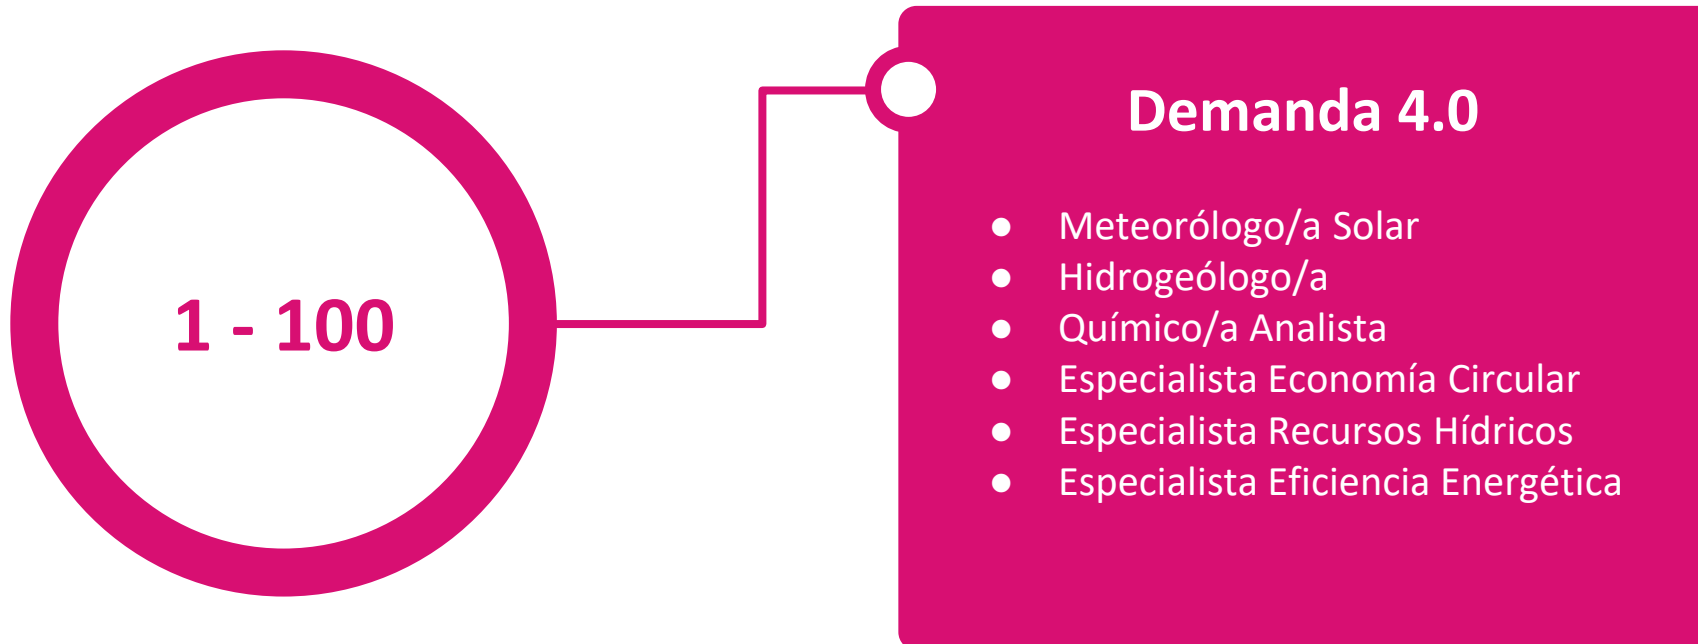 1 - 100
Demanda 4.0
● Meteorólogo/a Solar
● Hidrogeólogo/a
● Químico/a Analista
● Especialista Economía Circular
● Especialista Recursos Hídricos
● Especialista Eficiencia Energética